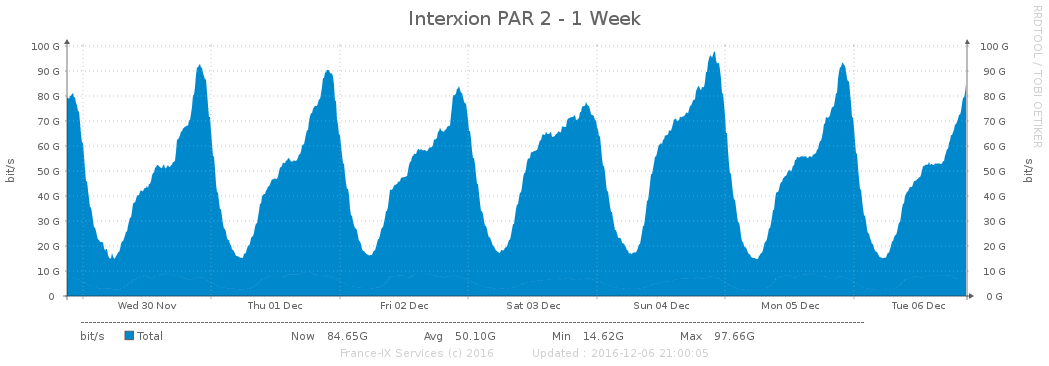 Interxion PAR 2 - 1 Week
RRDTOOL / TOBI OETIKER
bit/s
100 G
90 G
80 G
70 G
60 G
50 G
40 G
30 G
20 G
10 G
0
100 G
90 G
80 G
70 G
60 G
50 G
40 G
30 G
20 G
10 G
0 G
bit/s
Wed 30 Nov Thu 01 Dec Fri 02 Dec Sat 03 Dec Sun 04 Dec Mon 05 Dec Tue 06 Dec
bit/s Total Now 84.65G Avg 50.10G Min 14.62G Max 97.66G
France-IX Services (c) 2016 Updated : 2016-12-06 21:00:05